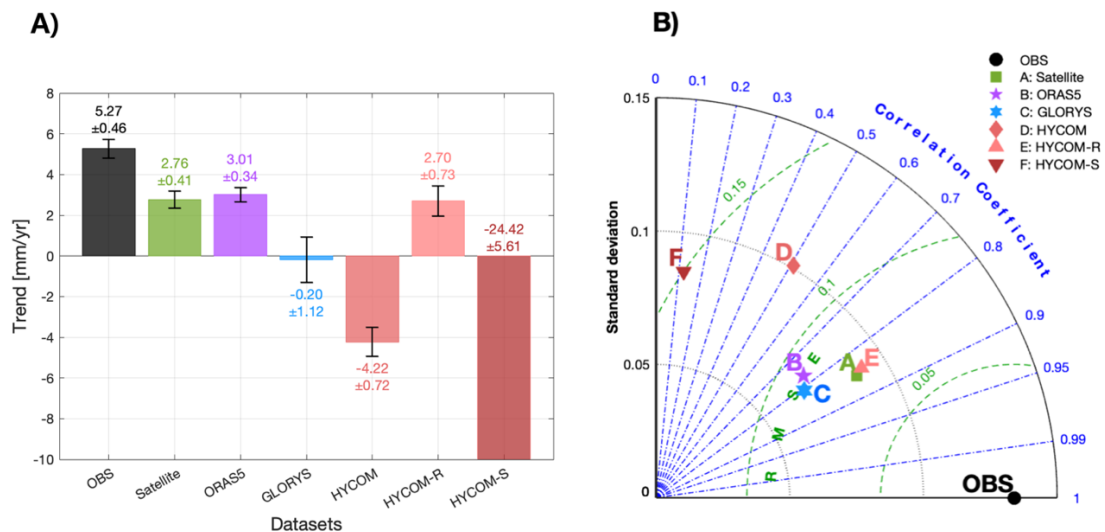 A)
8
6
4
2
0
-2
-4
-6
-8
-10
Trend [mm/yr]
5.27
±0.46
2.76
±0.41
3.01
±0.34
-0.20
±1.12
-4.22
±0.72
2.70
±0.73
-24.42
±5.61
OBS
Satellite
ORAS5
GLORYS
HYCOM
HYCOM-R
HYCOM-S
Datasets
B)
OBS
A: Satellite
B: ORAS5
C: GLORYS
D: HYCOM
E: HYCOM-R
F: HYCOM-S
0.15
0.1
0.05
0
Standard deviation
0
0.1
0.2
0.3
0.4
0.5
0.6
0.7
0.8
0.9
0.95
0.99
1
Correlation Coefficient
0.15
0.1
0.05
R M S E
F
D
B
A
E
C
OBS